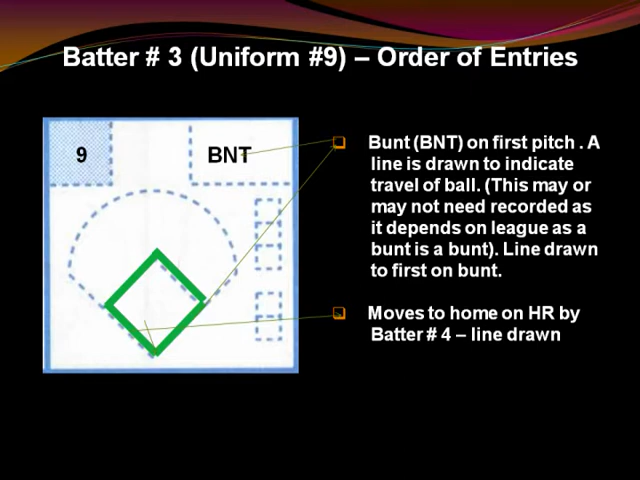 Batter # 3 (Uniform #9) – Order of Entries
9
BNT
Bunt (BNT) on first pitch . A
line is drawn to indicate
travel of ball. (This may or
may not need recorded as
it depends on league as a
bunt is a bunt). Line drawn
to first on bunt.
Moves to home on HR by
Batter # 4 – line drawn